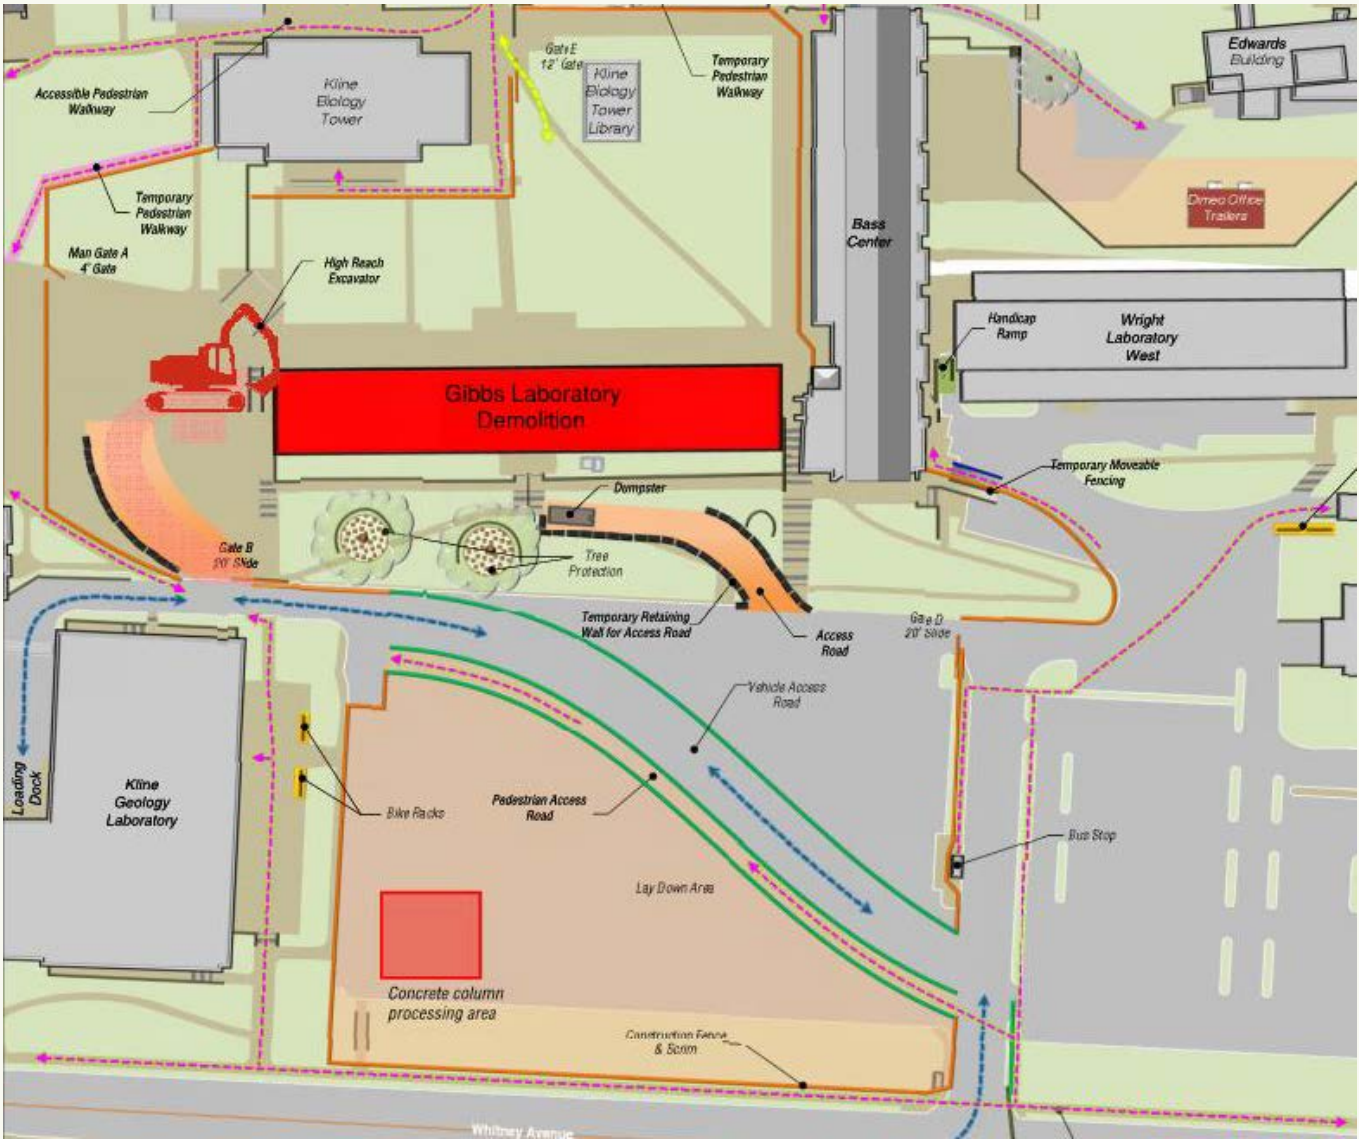 Edwards
Building
Gate E
12' Gate
Kline
Biology
Tower
Library
Temporary
Pedestrian
Walkway
Accessible Pedestrian
Walkway
Kline
Biology
Tower
Temporary
Pedestrian
Walkway
Dimeo Office
Trailers
Bass
Center
Man Gate A
4' Gate
High Reach
Excavator
Handicap
Ramp
Wright
Laboratory
West
Gibbs Laboratory
Demolition
Temporary Moveable
Fencing
Dumpster
Gate B
20' Slide
Tree
Protection
Temporary Retaining
Wall for Access Road
Access
Road
Gate D
20' Slide
Vehicle Access
Road
Loading
Dock
Kline
Geology
Laboratory
Bike Racks
Pedestrian Access
Road
Bus Stop
Lay Down Area
Concrete column
processing area
Construction Fence
& Scrim
Whitney Avenue